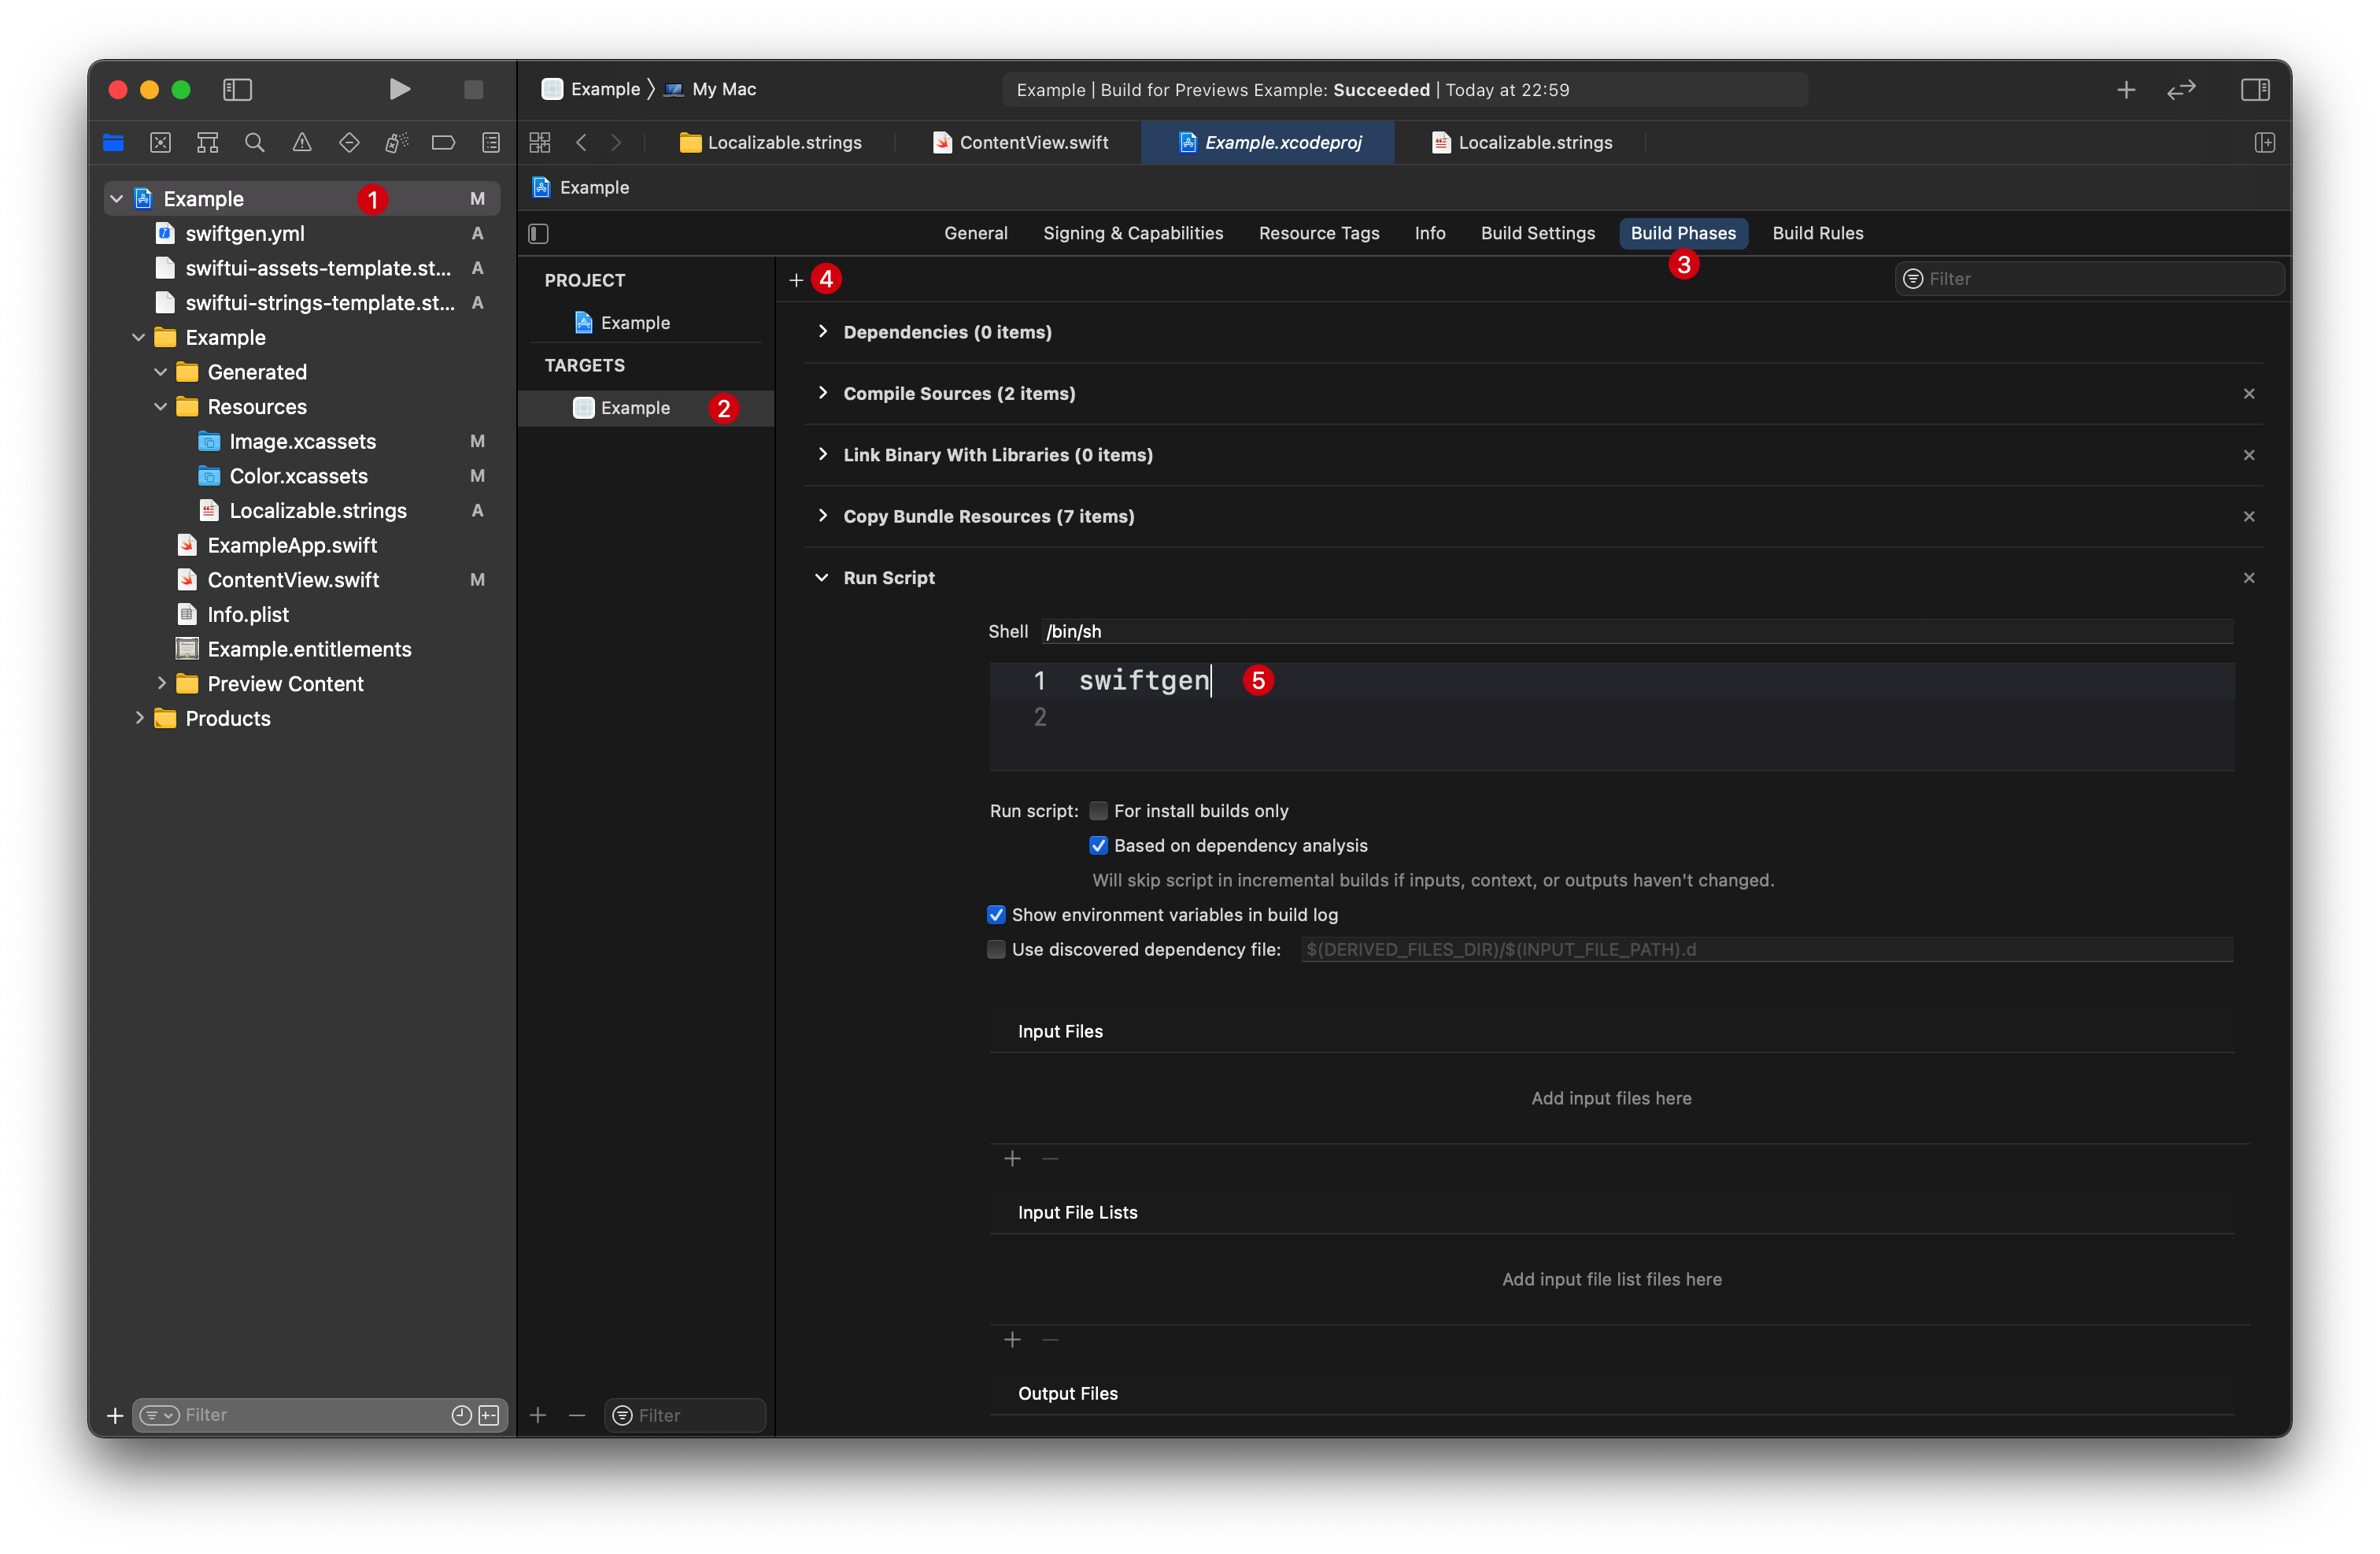 Example 〉 My Mac
Example | Build for Previews Example: Succeeded | Today at 22:59
Localizable.strings
ContentView.swift
Example.xcodeproj
Localizable.strings
Example 1 M
swiftgen.yml A
swiftui-assets-template.st... A
swiftui-strings-template.st... A
Example
Generated
Resources
Image.xcassets M
Color.xcassets M
Localizable.strings A
ExampleApp.swift
ContentView.swift M
Info.plist
Example.entitlements
Preview Content
Products
Filter
Example
General
Signing & Capabilities
Resource Tags
Info
Build Settings
Build Phases
Build Rules
3
PROJECT
Example
TARGETS
Example 2
Filter
4
Filter
Dependencies (0 items)
Compile Sources (2 items)
Link Binary With Libraries (0 items)
Copy Bundle Resources (7 items)
Run Script
Shell /bin/sh
1 swiftgen 5
2
Run script: For install builds only
Based on dependency analysis
Will skip script in incremental builds if inputs, context, or outputs haven't changed.
Show environment variables in build log
Use discovered dependency file: $(DERIVED_FILES_DIR)/$(INPUT_FILE_PATH).d
Input Files
Add input files here
Input File Lists
Add input file list files here
Output Files